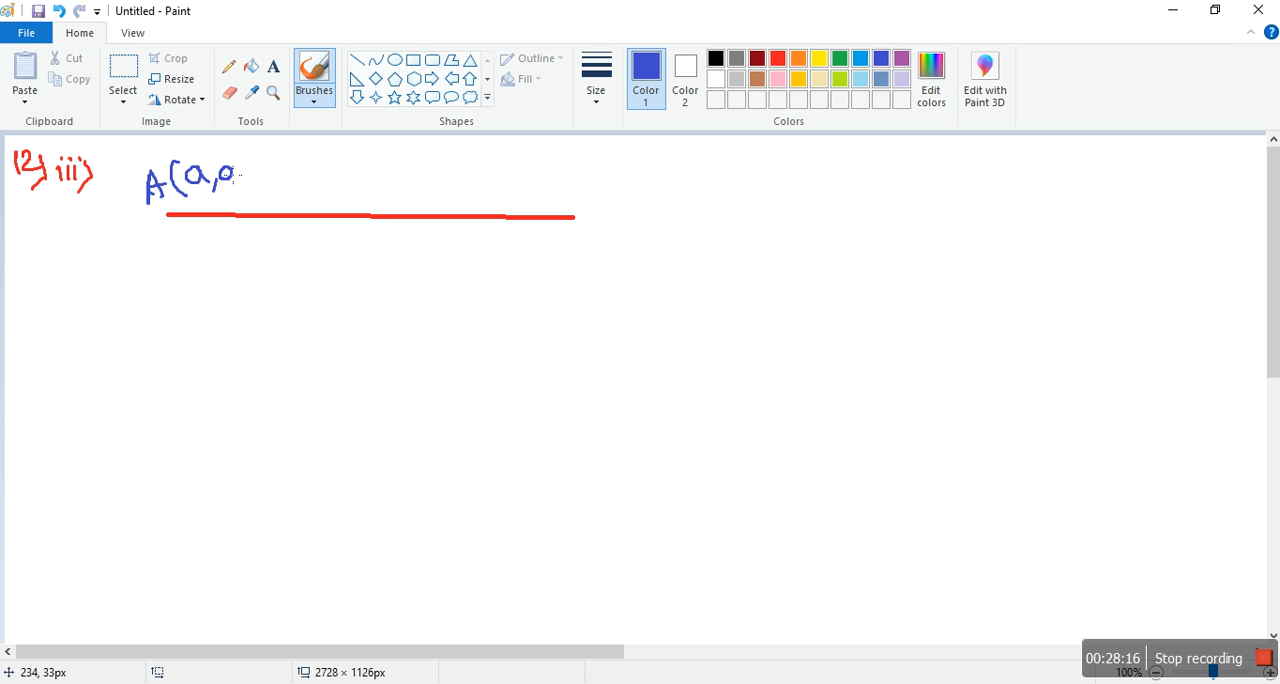 Untitled - Paint
File Home View
Paste Cut Copy Select Crop Resize Rotate A Brushes Outline Fill Size Color 1 Color 2 Edit colors Edit with Paint 3D
Clipboard Image Tools Shapes Colors
12) iii) A(a,a
00:28:16 Stop recording
234, 33px 2728 × 1126px 100%